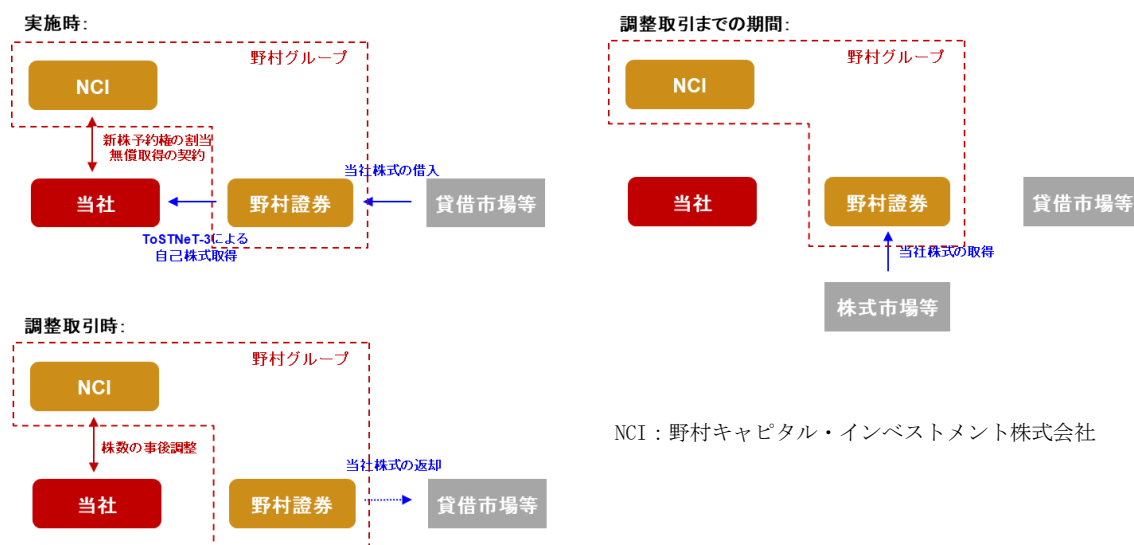 実施時:
野村グループ
NCI
新株予約権の割当
無償取得の契約
当社株式の借入
当社
野村證券
貸借市場等
ToSTNeT-3による
自己株式取得
調整取引までの期間:
野村グループ
NCI
当社
野村證券
貸借市場等
当社株式の取得
株式市場等
調整取引時:
野村グループ
NCI
株数の事後調整
当社株式の返却
当社
野村證券
貸借市場等
NCI：野村キャピタル・インベストメント株式会社